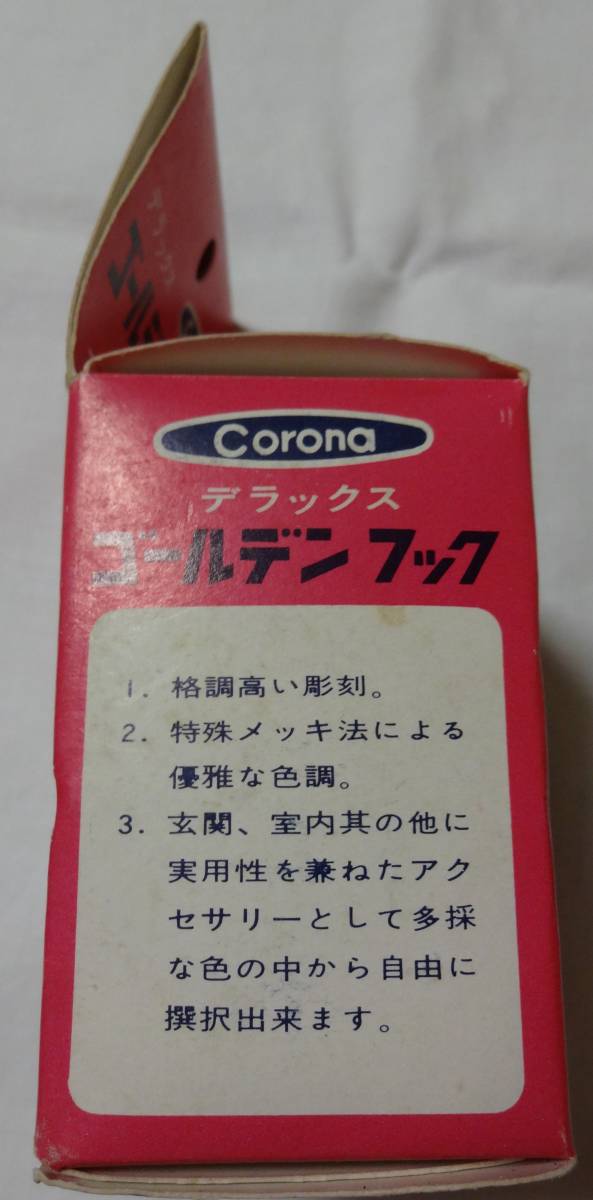 Corona
デラックス
ゴールデンフック
1. 格調高い彫刻。
2. 特殊メッキ法による
優雅な色調。
3. 玄関、室内其の他に
実用性を兼ねたアク
セサリーとして多採
な色の中から自由に
撰択出来ます。